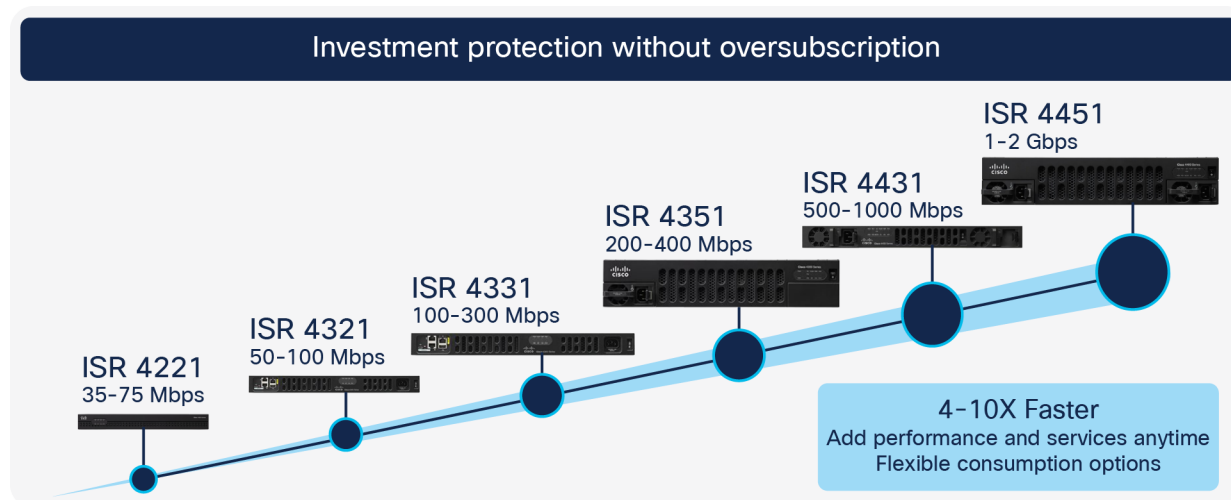 Investment protection without oversubscription
ISR 4451
1-2 Gbps
CISCO
ISR 4431
500-1000 Mbps
ISR 4351
200-400 Mbps
CISCO
ISR 4331
100-300 Mbps
ISR 4321
50-100 Mbps
ISR 4221
35-75 Mbps
4-10X Faster
Add performance and services anytime
Flexible consumption options